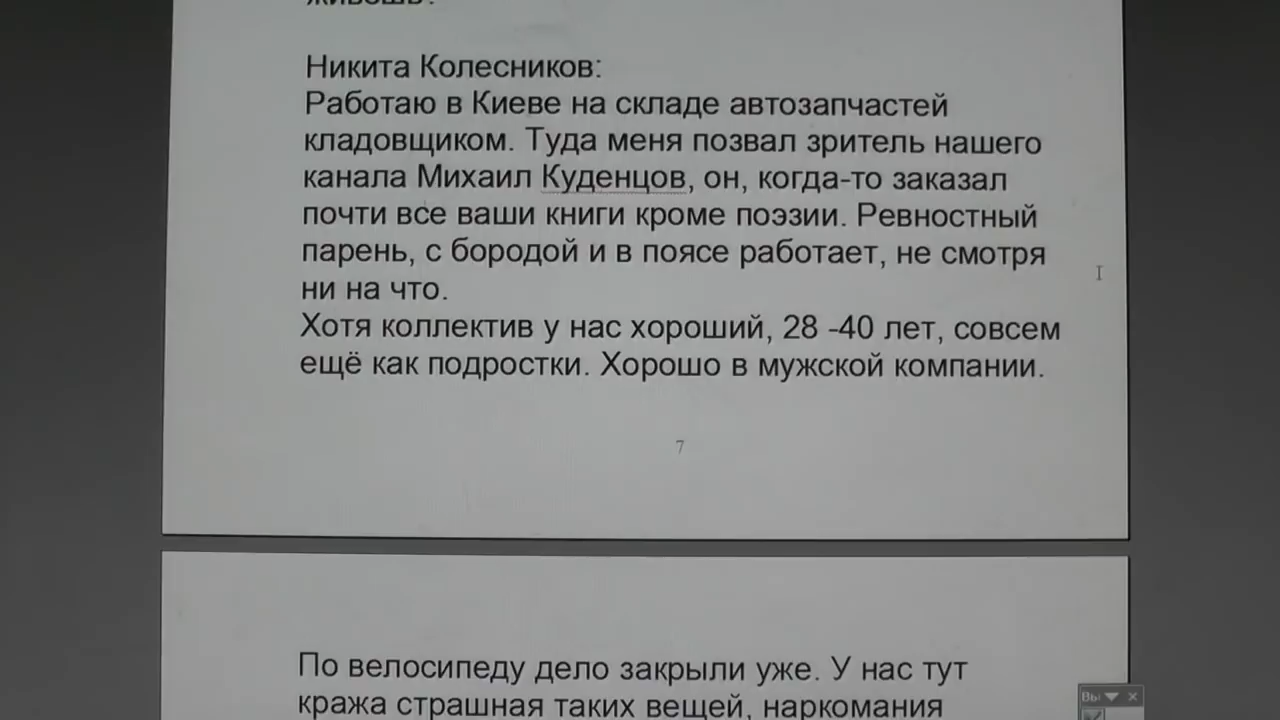 Никита Колесников:
Работаю в Киеве на складе автозапчастей
кладовщиком. Туда меня позвал зритель нашего
канала Михаил Куденцов, он, когда-то заказал
почти все ваши книги кроме поэзии. Ревностный
парень, с бородой и в поясе работает, не смотря
ни на что.
Хотя коллектив у нас хороший, 28 -40 лет, совсем
ещё как подростки. Хорошо в мужской компании.
7
По велосипеду дело закрыли уже. У нас тут
кража страшная таких вещей, наркомания